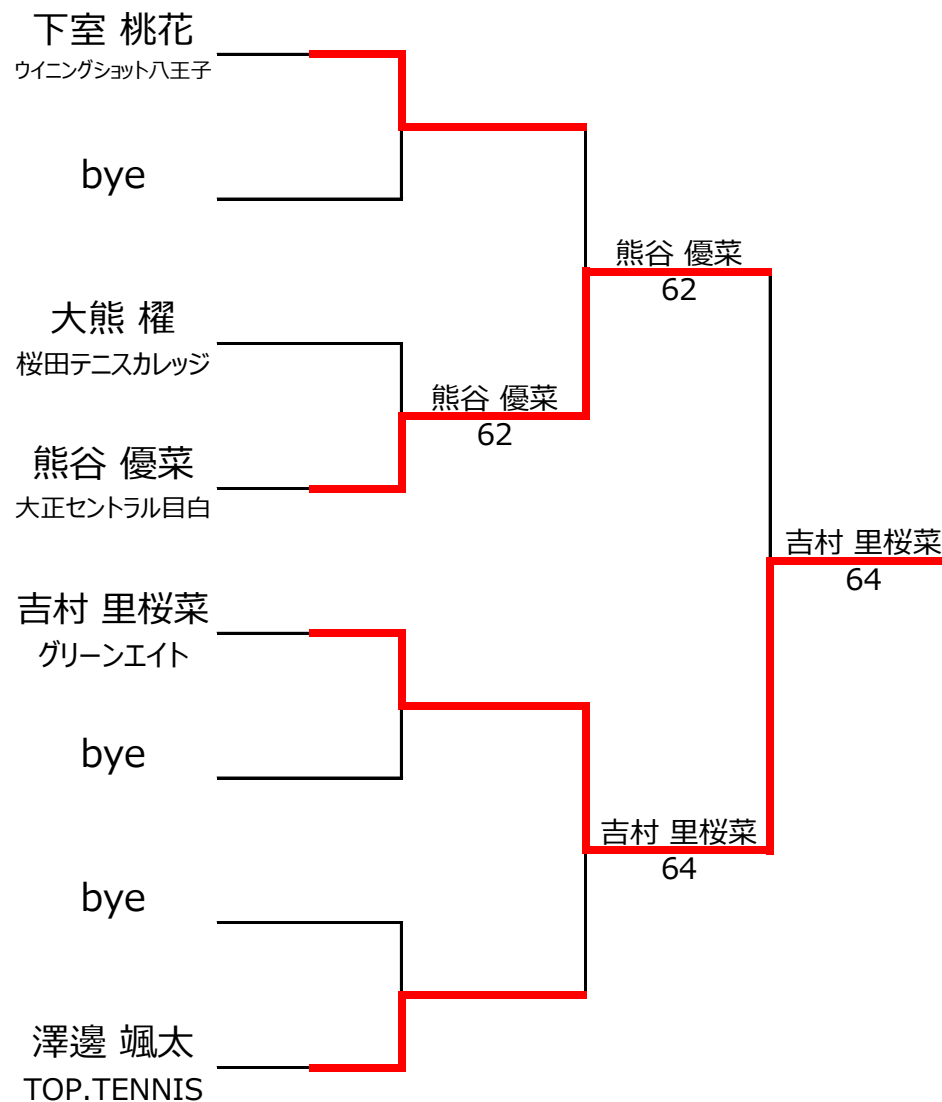 下室 桃花
ウイニングショット八王子
bye
大熊 櫂
桜田テニスカレッジ
熊谷 優菜
大正セントラル目白
吉村 里桜菜
グリーンエイト
bye
bye
澤邊 颯太
TOP.TENNIS
熊谷 優菜
62
熊谷 優菜
62
吉村 里桜菜
64
吉村 里桜菜
64